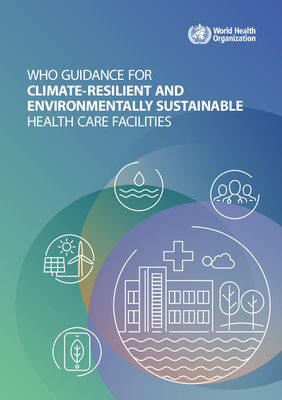 World Health
Organization
WHO GUIDANCE FOR
CLIMATE-RESILIENT AND
ENVIRONMENTALLY SUSTAINABLE
HEALTH CARE FACILITIES